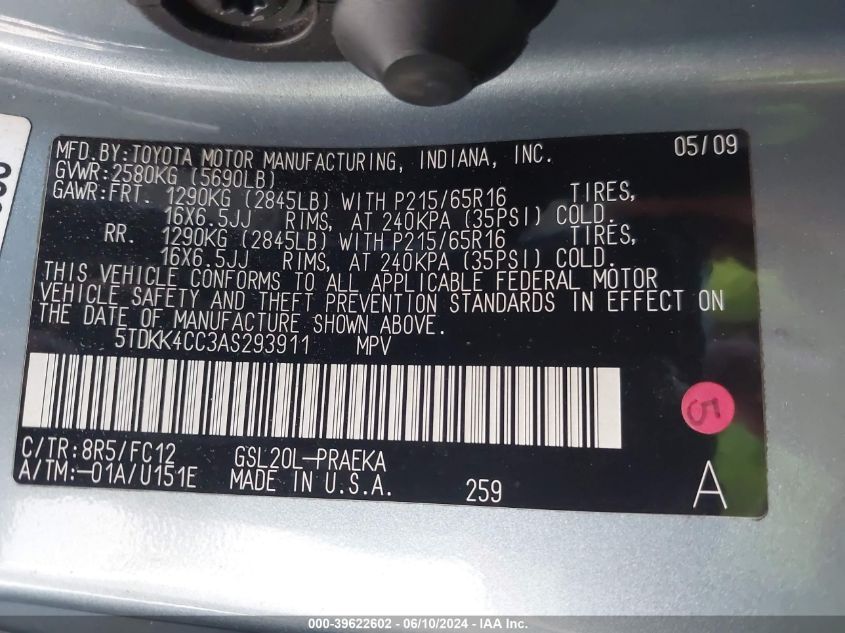 MFD.BY:TOYOTA MOTOR MANUFACTURING, INDIANA, INC. 05/09
GVWR:2580KG (5690LB)
GAWR:FRT. 1290KG (2845LB) WITH P215/65R16 TIRES,
16X6.5JJ RIMS, AT 240KPA (35PSI) COLD.
RR. 1290KG (2845LB) WITH P215/65R16 TIRES,
16X6.5JJ RIMS, AT 240KPA (35PSI) COLD.
THIS VEHICLE CONFORMS TO ALL APPLICABLE FEDERAL MOTOR
VEHICLE SAFETY AND THEFT PREVENTION STANDARDS IN EFFECT ON
THE DATE OF MANUFACTURE SHOWN ABOVE.
5TDKK4CC3AS293911 MPV
5
C/TR:8R5/FC12 GSL20L-PRAEKA
A/TM:-01A/U151E MADE IN U.S.A. 259 A
000-39622602 - 06/10/2024 - IAA Inc.